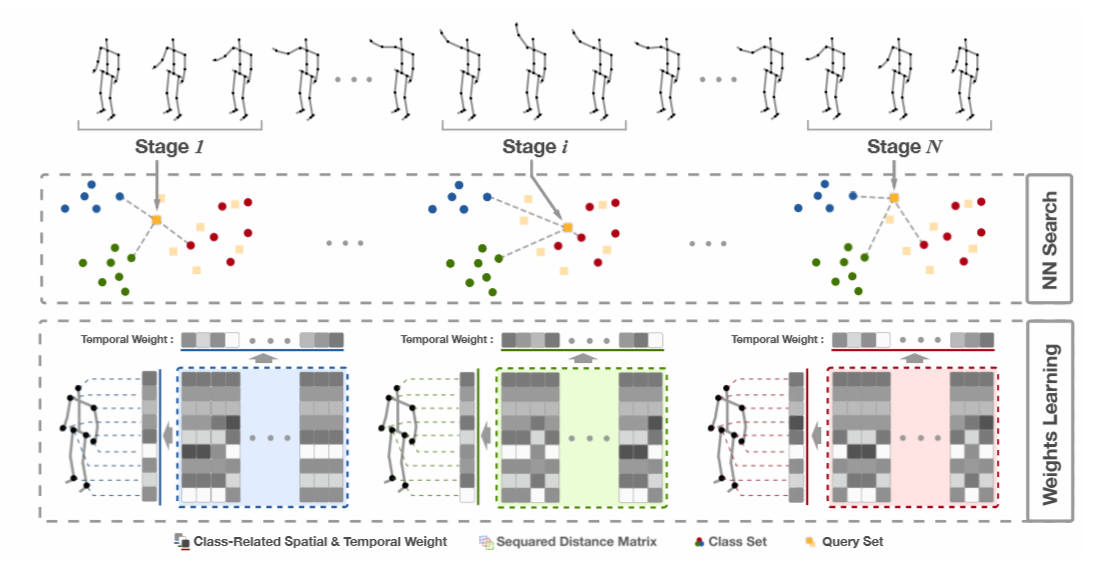 Stage 1
Stage i
Stage N
NN Search
Temporal Weight :
Temporal Weight :
Temporal Weight :
Weights Learning
Class-Related Spatial & Temporal Weight
Sequared Distance Matrix
Class Set
Query Set